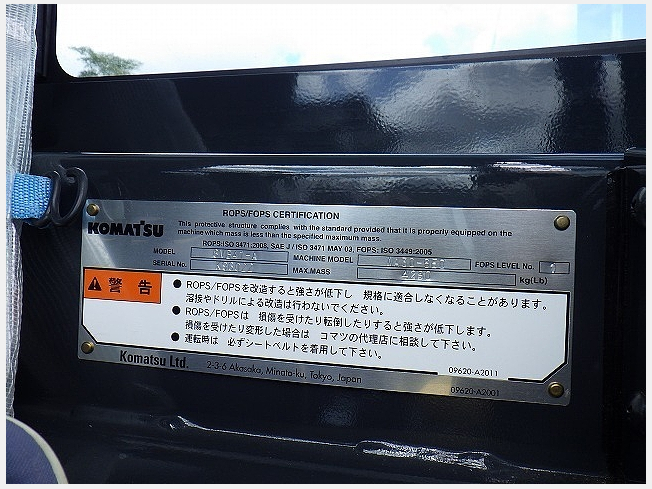 ROPS/FOPS CERTIFICATION
KOMATSU
This protective structure complies with the standard provided that it is properly equipped on the
machine which mass is less than the specified maximum mass.
ROPS:ISO 3471:2008, SAE J / ISO 3471 MAY 03, FOPS: ISO 3449:2005
MODEL MACHINE MODEL FOPS LEVEL No. 1
SERIAL No. MAX.MASS kg(Lb)
警告
● ROPS/FOPSを改造すると強さが低下し 規格に適合しなくなることがあります。
溶接やドリルによる改造は行わないでください。
● ROPS/FOPSは 損傷を受けたり転倒したりすると強さが低下します。
損傷を受けたり変形した場合は コマツの代理店に相談して下さい。
● 運転時は 必ずシートベルトを着用して下さい。
09620-A2011
Komatsu Ltd. 2-3-6 Akasaka, Minato-ku, Tokyo, Japan
09620-A2001